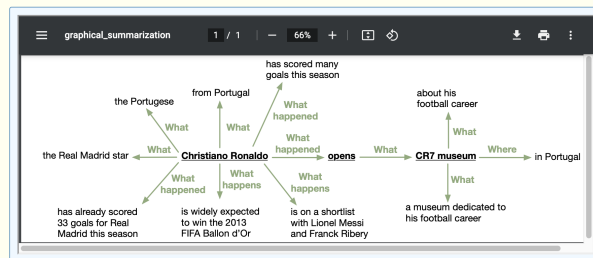 graphical_summarization
1 / 1
66%
has scored many
goals this season
the Portugese
from Portugal
about his
football career
What
What
What
happened
What
the Real Madrid star
What
Christiano Ronaldo
What
happened
opens
What
CR7 museum
Where
in Portugal
What
happened
What
happens
What
happens
What
has already scored
33 goals for Real
Madrid this season
is widely expected
to win the 2013
FIFA Ballon d'Or
is on a shortlist
with Lionel Messi
and Franck Ribery
a museum dedicated to
his football career